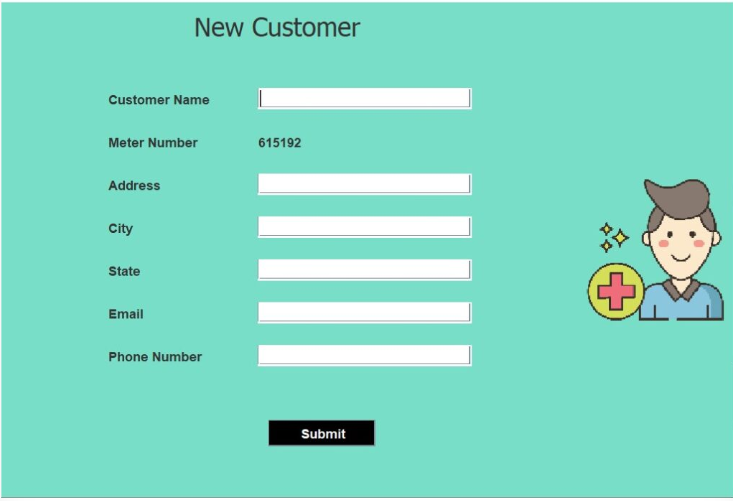 New Customer
Customer Name
Meter Number 615192
Address
City
State
Email
Phone Number
Submit